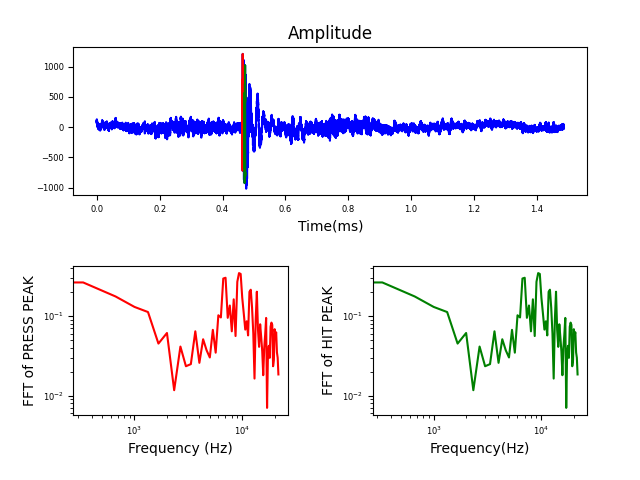 Amplitude
1000
500
0
−500
−1000
0.0 0.2 0.4 0.6 0.8 1.0 1.2 1.4
Time(ms)
FFT of PRESS PEAK
10⁻¹
10⁻²
10³ 10⁴
Frequency (Hz)
FFT of HIT PEAK
10⁻¹
10⁻²
10³ 10⁴
Frequency(Hz)